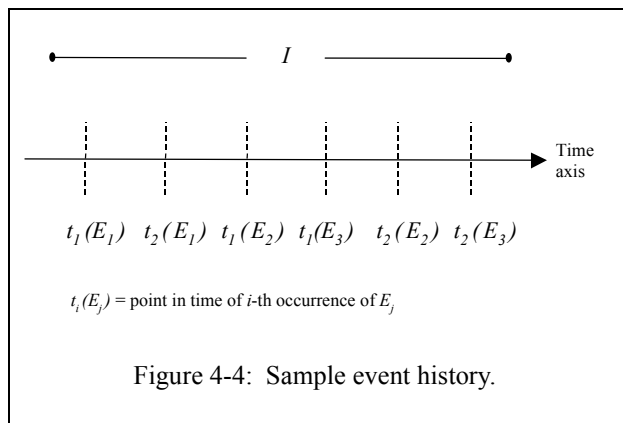 I
Time
axis
t₁(E₁) t₂(E₁) t₁(E₂) t₁(E₃) t₂(E₂) t₂(E₃)
tᵢ(Eⱼ) = point in time of i-th occurrence of Eⱼ
Figure 4-4: Sample event history.